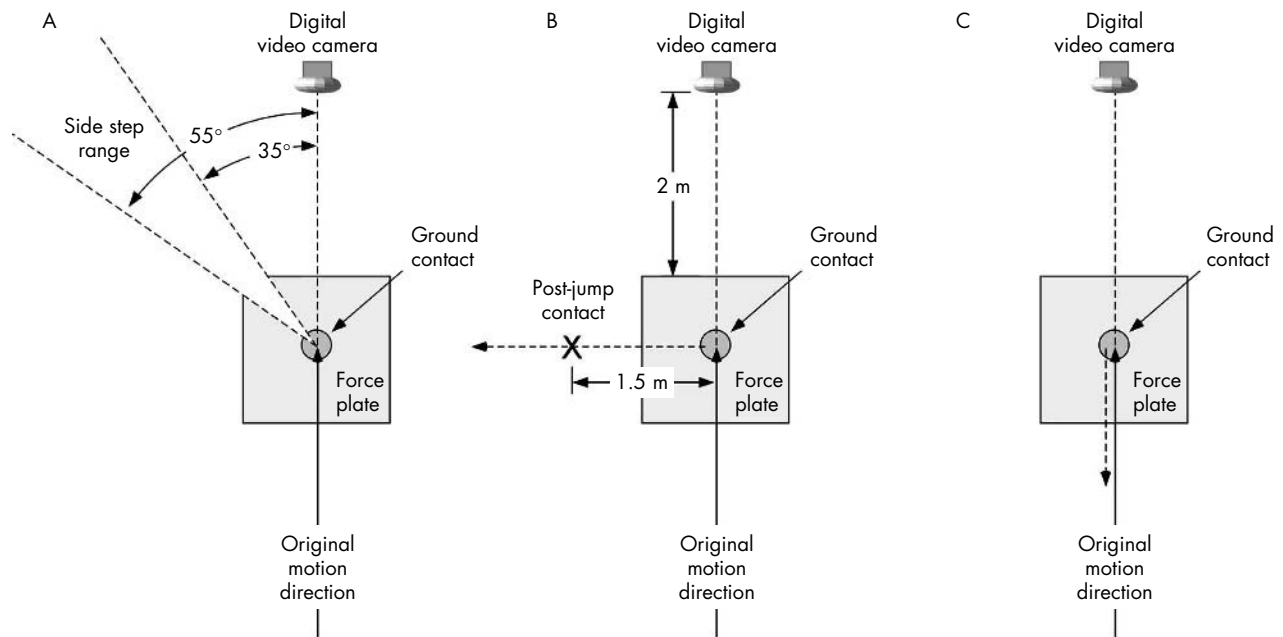 A
Digital
video camera
Side step
range
55°
35°
Ground
contact
Force
plate
Original
motion
direction
B
Digital
video camera
2 m
Ground
contact
Post-jump
contact
1.5 m
Force
plate
Original
motion
direction
C
Digital
video camera
Ground
contact
Force
plate
Original
motion
direction